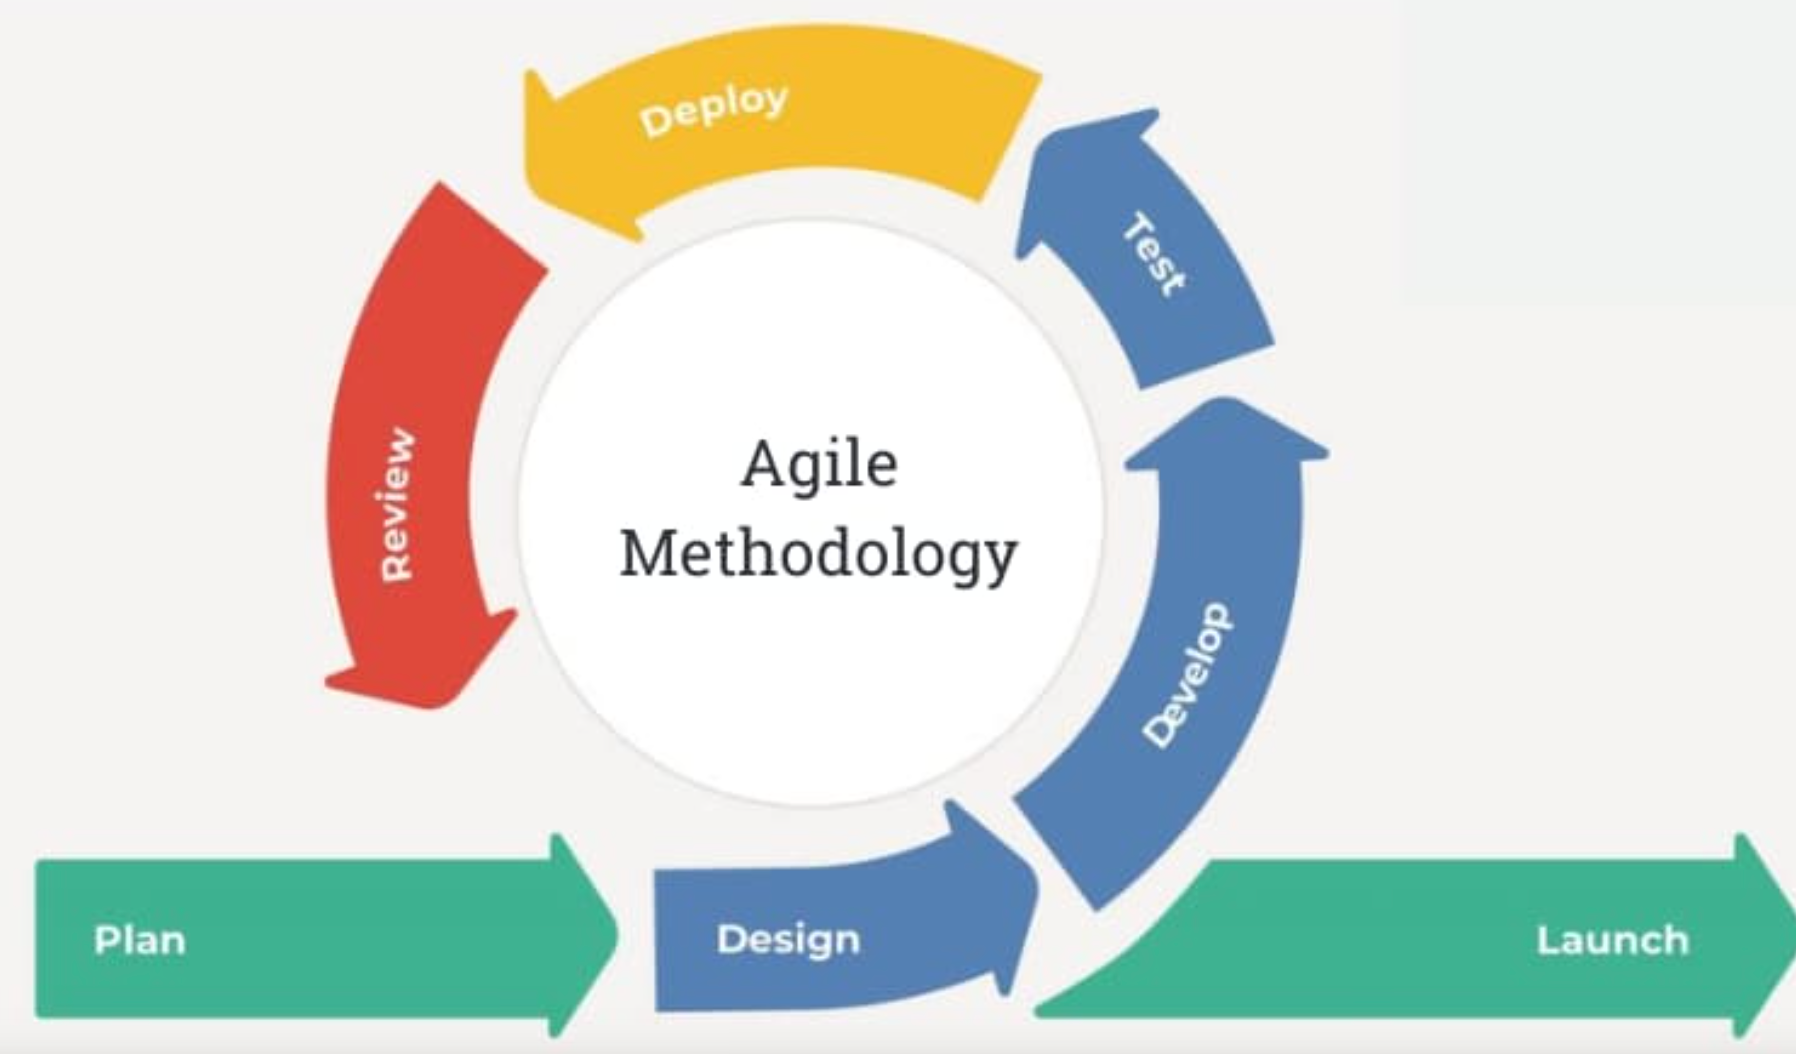 Agile
Methodology
Plan
Design
Develop
Test
Deploy
Review
Launch